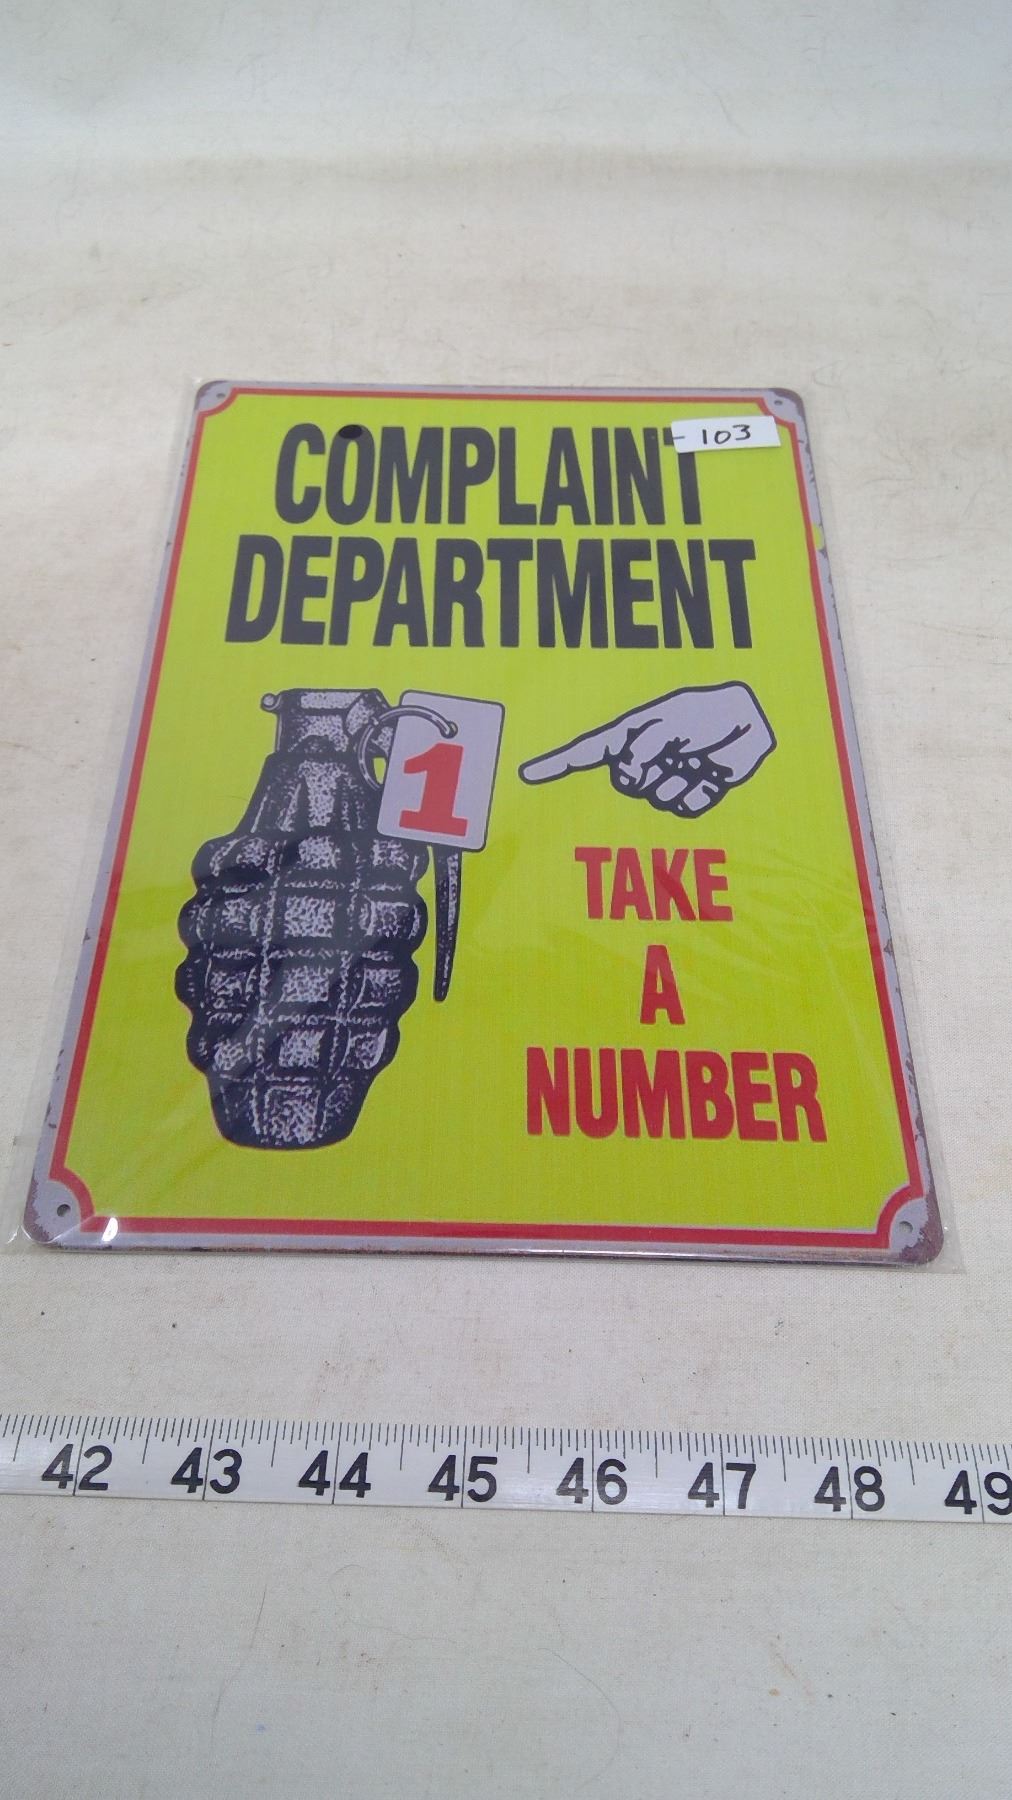 COMPLAINT
- 103
DEPARTMENT
1
TAKE
A
NUMBER
42 43 44 45 46 47 48 49